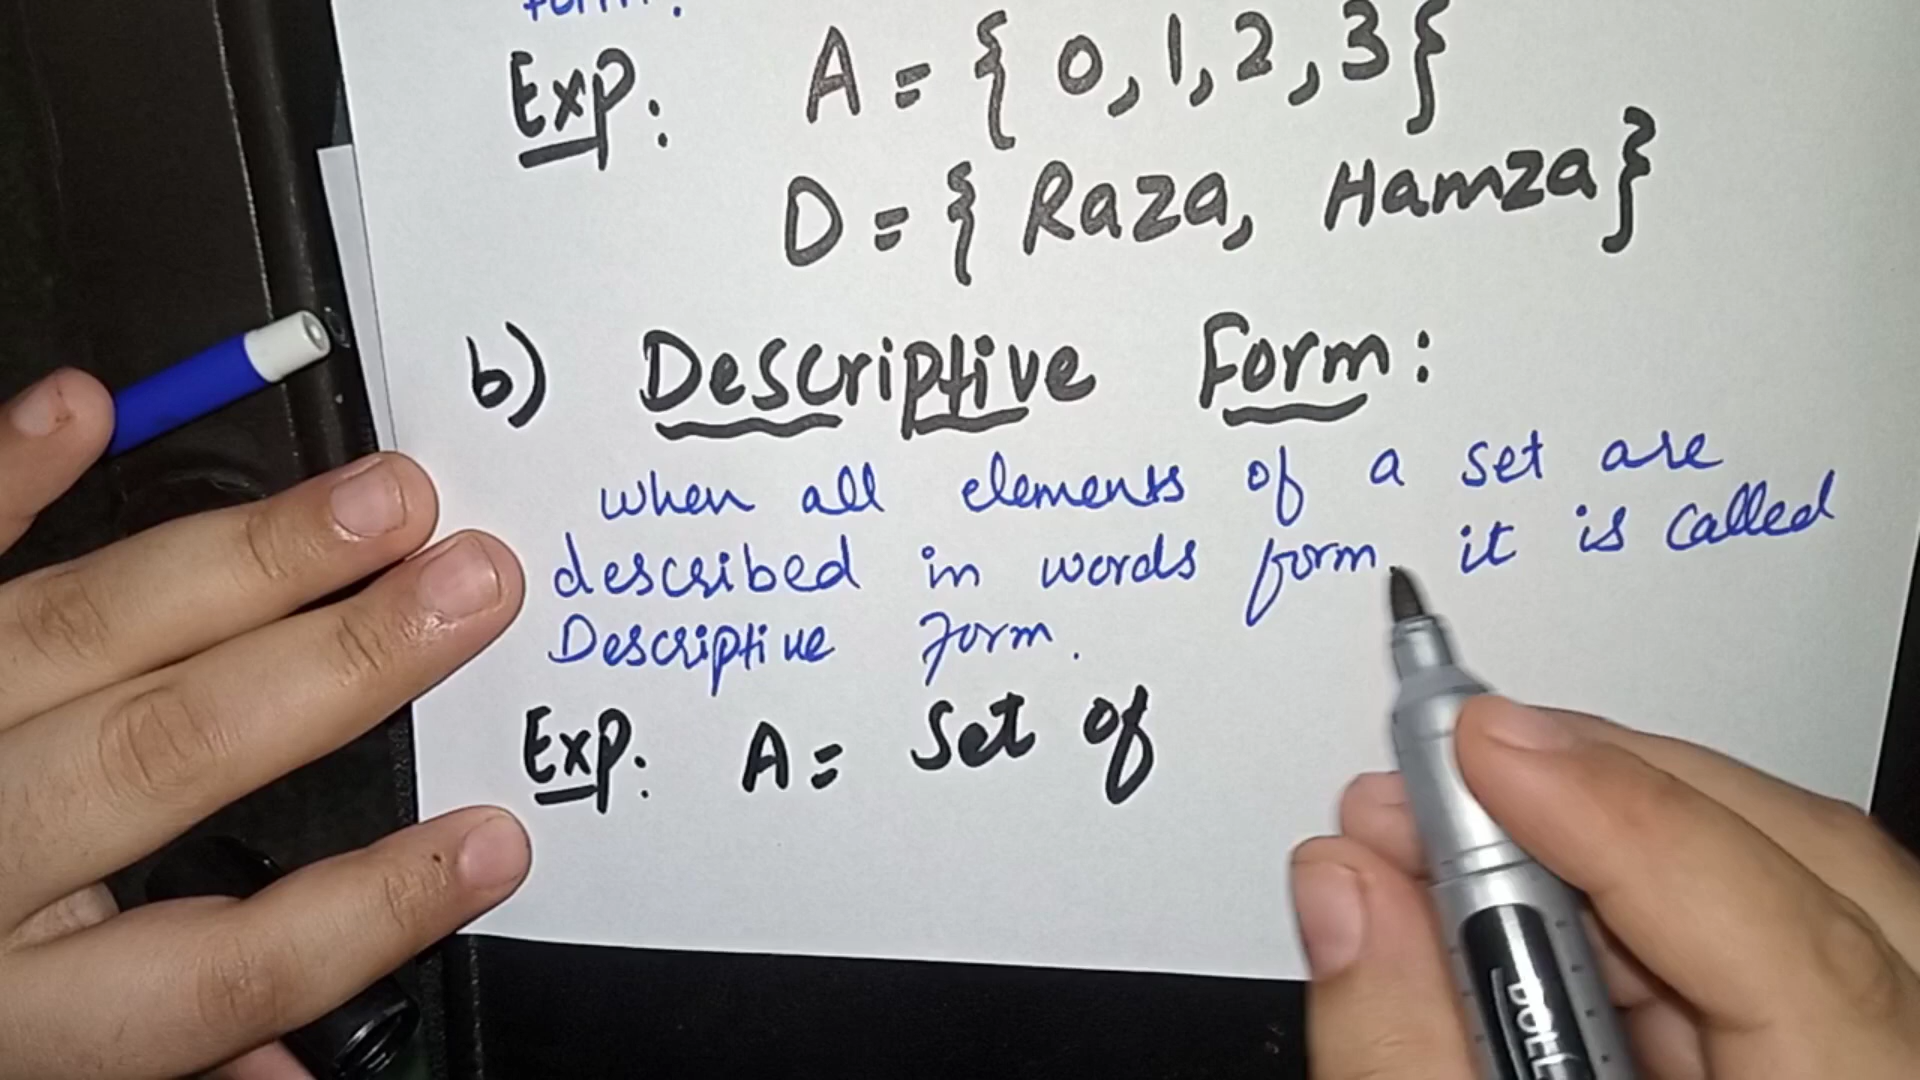 Exp: A = { 0, 1, 2, 3 }
D = { Raza, Hamza }
b) Descriptive Form:
when all elements of a set are
described in words form, it is called
Descriptive Form.
Exp: A = Set of